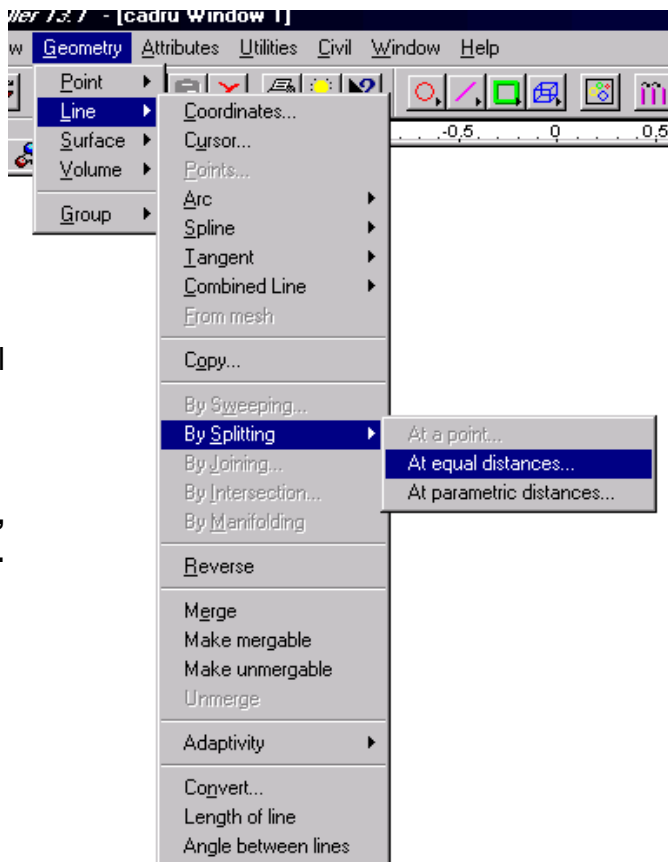 ller 13.7 - [cadru Window 1]
w Geometry Attributes Utilities Civil Window Help
Point
Line
Surface
Volume
Group
-0,5 0 0,5
Coordinates...
Cursor...
Points...
Arc
Spline
Tangent
Combined Line
From mesh
Copy...
By Sweeping...
By Splitting
By Joining...
By Intersection...
By Manifolding
Reverse
Merge
Make mergable
Make unmergable
Unmerge
Adaptivity
Convert...
Length of line
Angle between lines
At a point...
At equal distances...
At parametric distances...